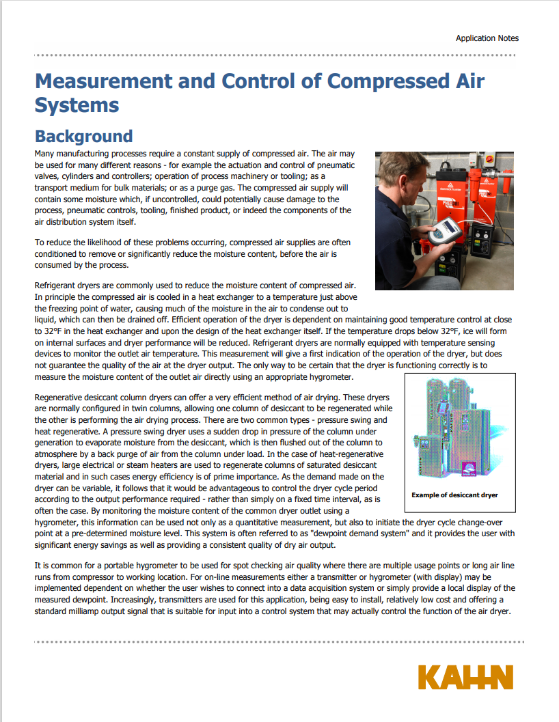 Application Notes
Measurement and Control of Compressed Air
Systems
Background
Many manufacturing processes require a constant supply of compressed air. The air may
be used for many different reasons - for example the actuation and control of pneumatic
valves, cylinders and controllers; operation of process machinery or tooling; as a
transport medium for bulk materials; or as a purge gas. The compressed air supply will
contain some moisture which, if uncontrolled, could potentially cause damage to the
process, pneumatic controls, tooling, finished product, or indeed the components of the
air distribution system itself.
To reduce the likelihood of these problems occurring, compressed air supplies are often
conditioned to remove or significantly reduce the moisture content, before the air is
consumed by the process.
Refrigerant dryers are commonly used to reduce the moisture content of compressed air.
In principle the compressed air is cooled in a heat exchanger to a temperature just above
the freezing point of water, causing much of the moisture in the air to condense out to
liquid, which can then be drained off. Efficient operation of the dryer is dependent on maintaining good temperature control at close
to 32°F in the heat exchanger and upon the design of the heat exchanger itself. If the temperature drops below 32°F, ice will form
on internal surfaces and dryer performance will be reduced. Refrigerant dryers are normally equipped with temperature sensing
devices to monitor the outlet air temperature. This measurement will give a first indication of the operation of the dryer, but does
not guarantee the quality of the air at the dryer output. The only way to be certain that the dryer is functioning correctly is to
measure the moisture content of the outlet air directly using an appropriate hygrometer.
Regenerative desiccant column dryers can offer a very efficient method of air drying. These dryers
are normally configured in twin columns, allowing one column of desiccant to be regenerated while
the other is performing the air drying process. There are two common types - pressure swing and
heat regenerative. A pressure swing dryer uses a sudden drop in pressure of the column under
generation to evaporate moisture from the desiccant, which is then flushed out of the column to
atmosphere by a back purge of air from the column under load. In the case of heat-regenerative
dryers, large electrical or steam heaters are used to regenerate columns of saturated desiccant
material and in such cases energy efficiency is of prime importance. As the demand made on
the dryer can be variable, it follows that it would be advantageous to control the dryer cycle period
according to the output performance required - rather than simply on a fixed time interval, as is
often the case. By monitoring the moisture content of the common dryer outlet using a
hygrometer, this information can be used not only as a quantitative measurement, but also to initiate the dryer cycle change-over
point at a pre-determined moisture level. This system is often referred to as "dewpoint demand system" and it provides the user with
significant energy savings as well as providing a consistent quality of dry air output.
Example of desiccant dryer
It is common for a portable hygrometer to be used for spot checking air quality where there are multiple usage points or long air line
runs from compressor to working location. For on-line measurements either a transmitter or hygrometer (with display) may be
implemented dependent on whether the user wishes to connect into a data acquisition system or simply provide a local display of the
measured dewpoint. Increasingly, transmitters are used for this application, being easy to install, relatively low cost and offering a
standard milliamp output signal that is suitable for input into a control system that may actually control the function of the air dryer.
KAHN